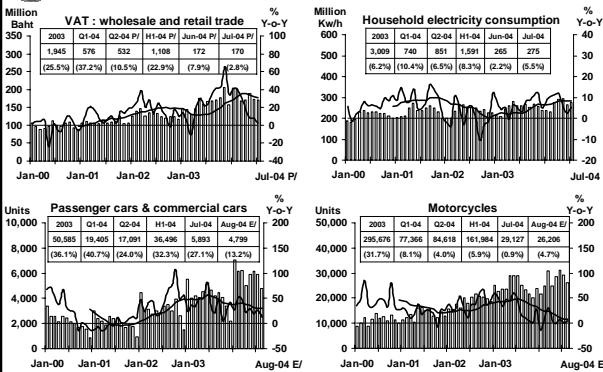 Million
Baht
VAT : wholesale and retail trade
%
Y-o-Y
2003 Q1-04 Q2-04 P/ H1-04 P/ Jun-04 P/ Jul-04 P/
1,945 576 532 1,108 172 170
(25.5%) (37.2%) (10.5%) (22.9%) (7.9%) (2.8%)
350
300
250
200
150
100
50
0
100
80
60
40
20
0
-20
-40
Jan-00 Jan-01 Jan-02 Jan-03 Jul-04 P/
Million
Kw/h
Household electricity consumption
%
Y-o-Y
2003 Q1-04 Q2-04 H1-04 Jun-04 Jul-04
3,009 740 851 1,591 265 275
(6.2%) (10.4%) (6.5%) (8.3%) (2.2%) (5.5%)
600
500
400
300
200
100
0
40
30
20
10
0
-10
-20
Jan-00 Jan-01 Jan-02 Jan-03 Jul-04
Units
Passenger cars & commercial cars
%
Y-o-Y
2003 Q1-04 Q2-04 H1-04 Jul-04 Aug-04 E/
50,585 19,405 17,091 36,496 5,893 4,799
(36.1%) (40.7%) (24.0%) (32.3%) (27.1%) (13.2%)
10,000
8,000
6,000
4,000
2,000
0
200
150
100
50
0
-50
Jan-00 Jan-01 Jan-02 Jan-03 Aug-04 E/
Units
Motorcycles
%
Y-o-Y
2003 Q1-04 Q2-04 H1-04 Jul-04 Aug-04 E/
295,676 77,366 84,618 161,984 29,127 26,206
(31.7%) (8.1%) (4.0%) (5.9%) (0.9%) (4.7%)
50,000
40,000
30,000
20,000
10,000
0
200
150
100
50
0
-50
Jan-00 Jan-01 Jan-02 Jan-03 Aug-04 E/